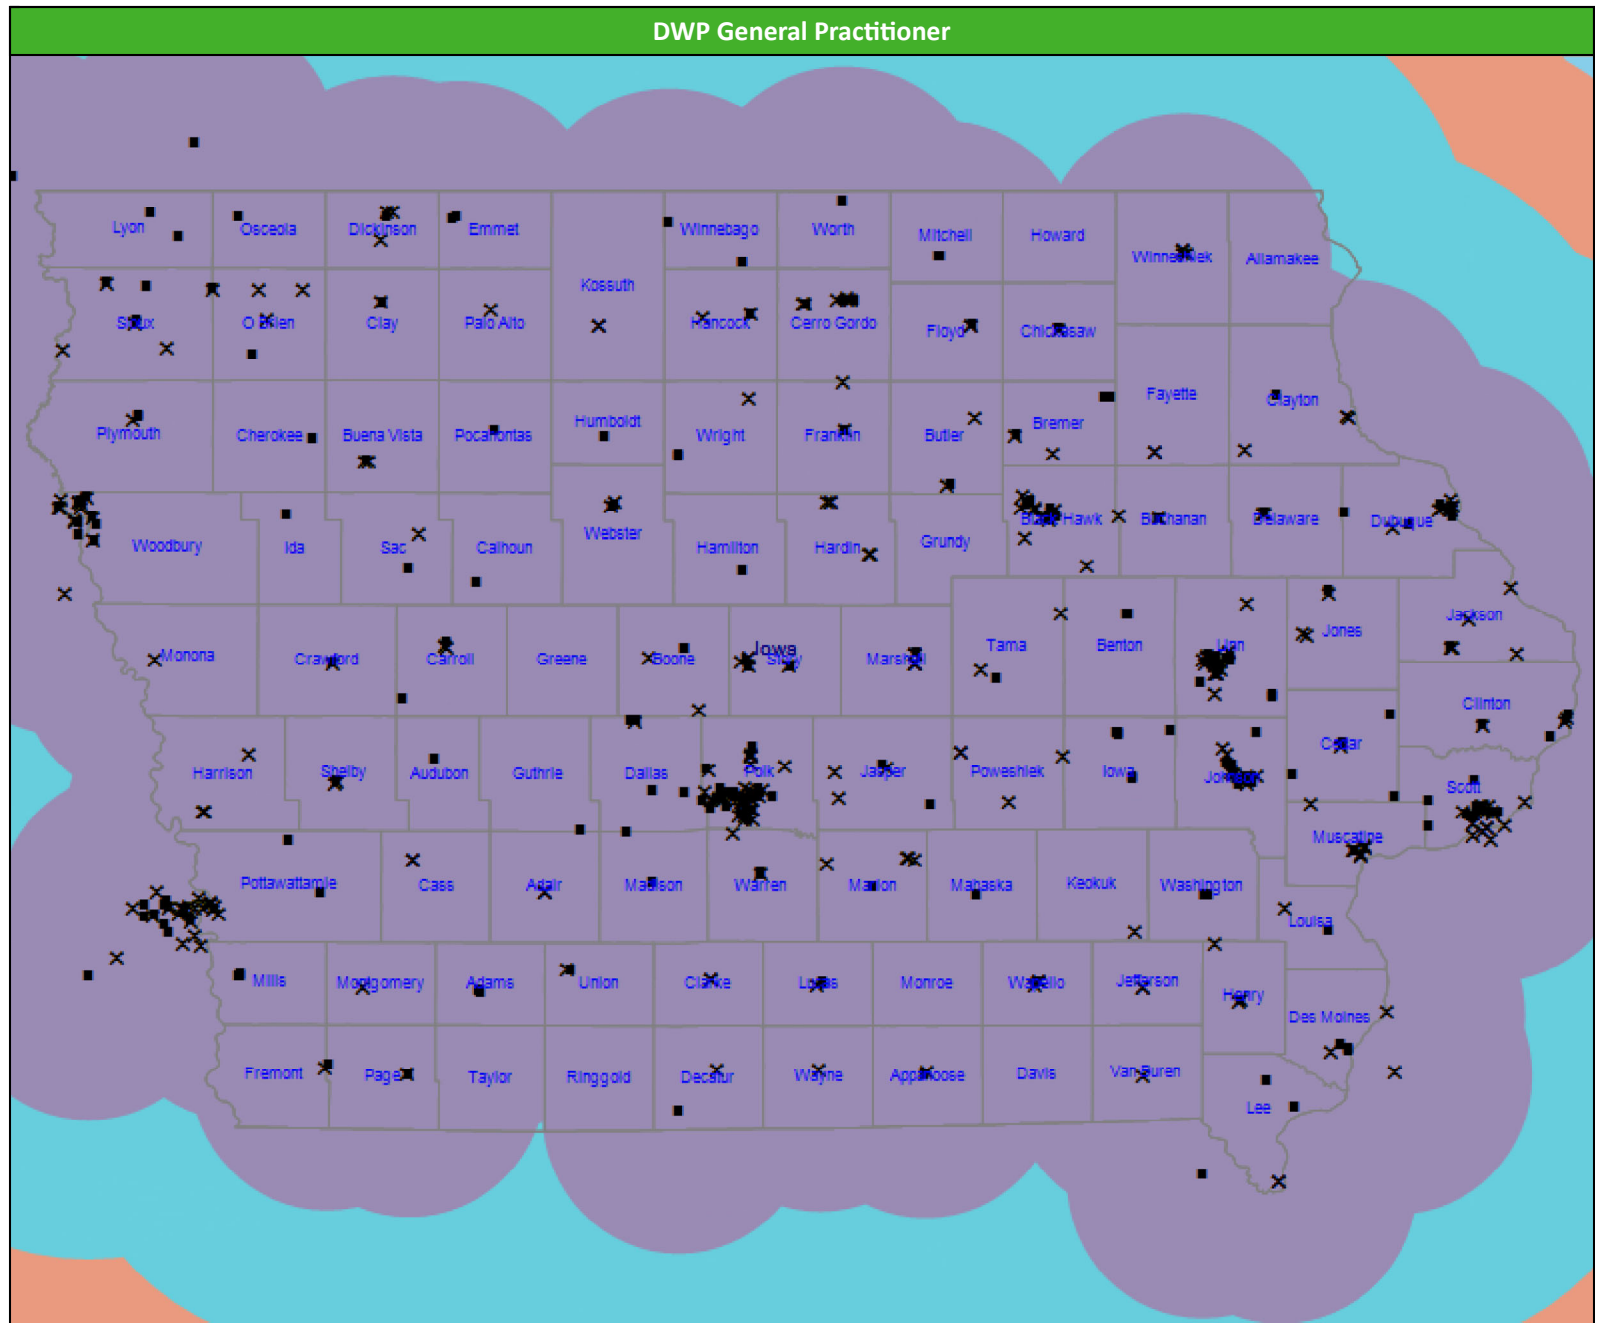 DWP General Practitioner
Lyon
Osceola
Dickinson
Emmet
Winnebago
Worth
Mitchell
Howard
Winneshiek
Allamakee
Kossuth
Sioux
O Brien
Clay
Palo Alto
Hancock
Cerro Gordo
Floyd
Chickasaw
Fayette
Clayton
Plymouth
Cherokee
Buena Vista
Pocahontas
Humboldt
Wright
Franklin
Butler
Bremer
Woodbury
Ida
Sac
Calhoun
Webster
Hamilton
Hardin
Grundy
Black Hawk
Buchanan
Delaware
Dubuque
Monona
Crawford
Carroll
Greene
Boone
Iowa
Story
Marshall
Tama
Benton
Linn
Jones
Jackson
Clinton
Harrison
Shelby
Audubon
Guthrie
Dallas
Polk
Jasper
Poweshiek
Iowa
Johnson
Cedar
Scott
Muscatine
Pottawattamie
Cass
Adair
Madison
Warren
Marion
Mahaska
Keokuk
Washington
Louisa
Mills
Montgomery
Adams
Union
Clarke
Lucas
Monroe
Wapello
Jefferson
Henry
Des Moines
Fremont
Page
Taylor
Ringgold
Decatur
Wayne
Appanoose
Davis
Van Buren
Lee